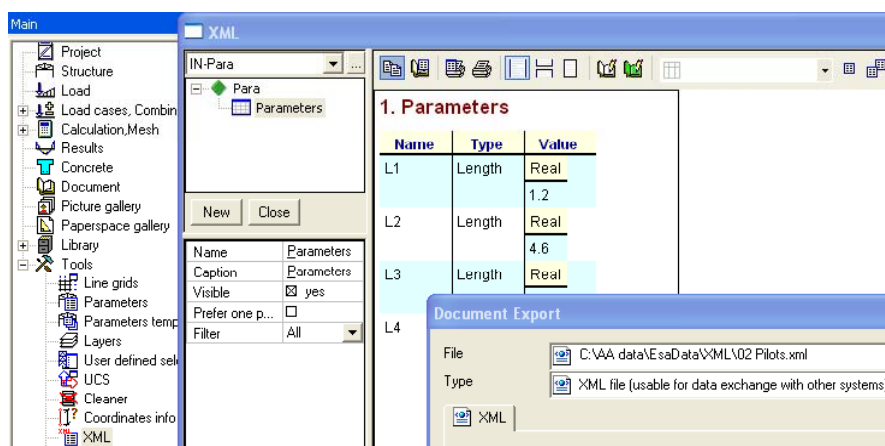 Main
Project
Structure
Load
Load cases, Combin
Calculation,Mesh
Results
Concrete
Document
Picture gallery
Paperspace gallery
Library
Tools
Line grids
Parameters
Parameters temp
Layers
User defined sele
UCS
Cleaner
Coordinates info
XML
XML
IN-Para
...
Para
Parameters
New Close
Name Parameters
Caption Parameters
Visible yes
Prefer one p...
Filter All
1. Parameters
Name Type Value
L1 Length Real
1.2
L2 Length Real
4.6
L3 Length Real
L4
Document Export
File C:\AA data\EsaData\XML\02 Pilots.xml
Type XML file (usable for data exchange with other systems
XML